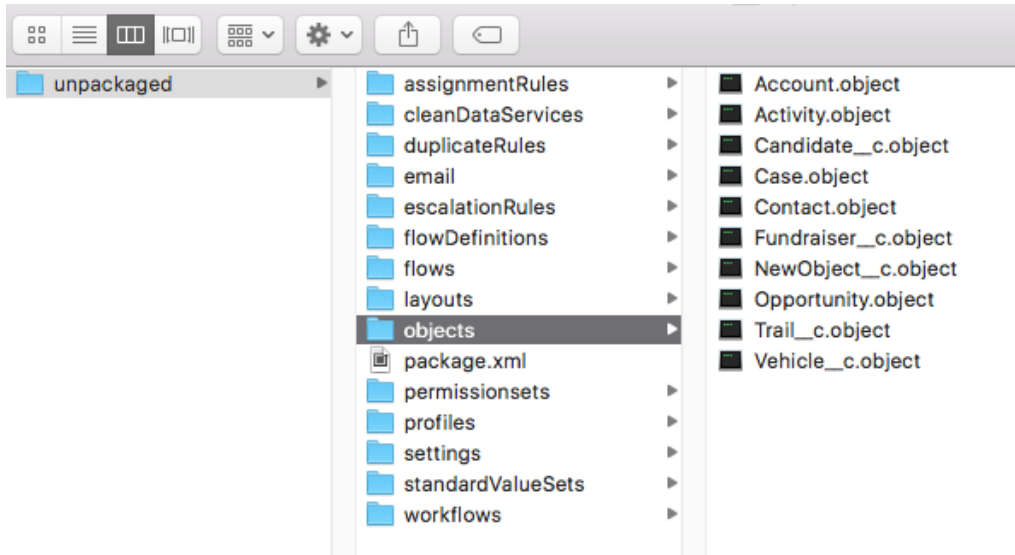 unpackaged
assignmentRules
cleanDataServices
duplicateRules
email
escalationRules
flowDefinitions
flows
layouts
objects
package.xml
permissionsets
profiles
settings
standardValueSets
workflows
Account.object
Activity.object
Candidate__c.object
Case.object
Contact.object
Fundraiser__c.object
NewObject__c.object
Opportunity.object
Trail__c.object
Vehicle__c.object